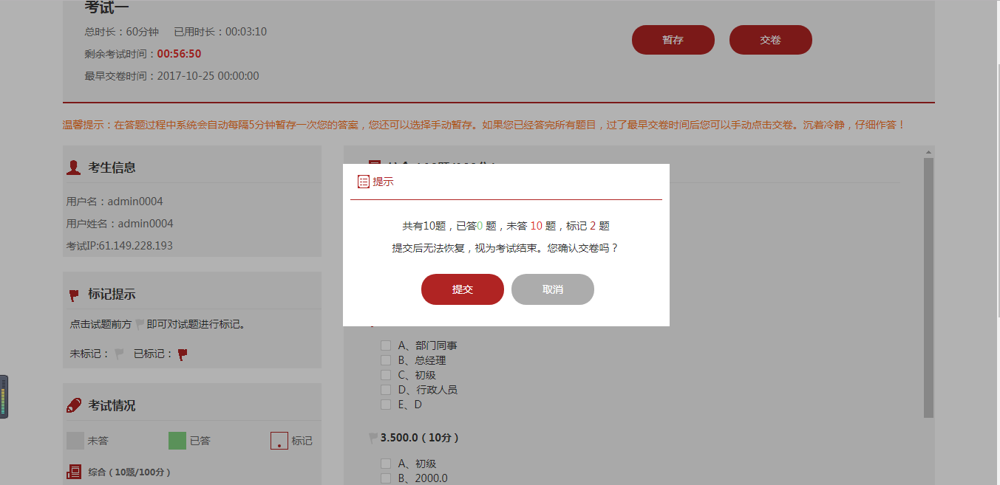 考试一
总时长：60分钟 已用时长：00:03:10
剩余考试时间：00:56:50
最早交卷时间：2017-10-25 00:00:00
暂存 交卷
温馨提示：在答题过程中系统会自动每隔5分钟暂存一次您的答案，您还可以选择手动暂存。如果您已经答完所有题目，过了最早交卷时间后您可以手动点击交卷。沉着冷静，仔细作答！
考生信息
用户名：admin0004
用户姓名：admin0004
考试IP:61.149.228.193
标记提示
点击试题前方 即可对试题进行标记。
未标记： 已标记：
考试情况
未答 已答 标记
综合（10题/100分）
提示
共有10题，已答0 题，未答 10 题，标记 2 题
提交后无法恢复，视为考试结束。您确认交卷吗？
提交 取消
A、部门同事
B、总经理
C、初级
D、行政人员
E、D
3.500.0（10分）
A、初级
B、2000.0